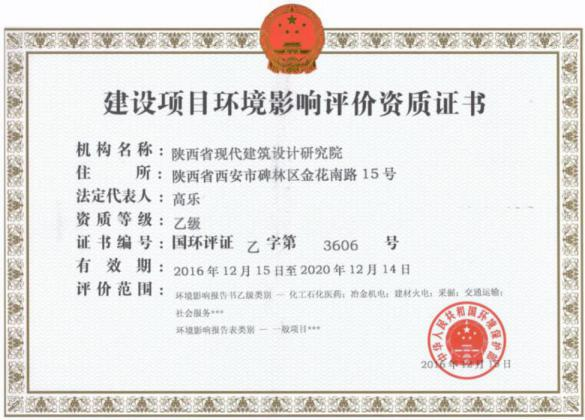 建设项目环境影响评价资质证书
机构名称：陕西省现代建筑设计研究院
住所：陕西省西安市碑林区金花南路15号
法定代表人：高乐
资质等级：乙级
证书编号：国环评证 乙 字第 3606 号
有效期：2016年12月15日至2020年12月14日
评价范围：环境影响报告书乙级类别 — 化工石化医药；冶金机电；建材火电；采掘；交通运输；
社会服务***
环境影响报告表类别 — 一般项目***
中华人民共和国环境保护部
2016年12月15日